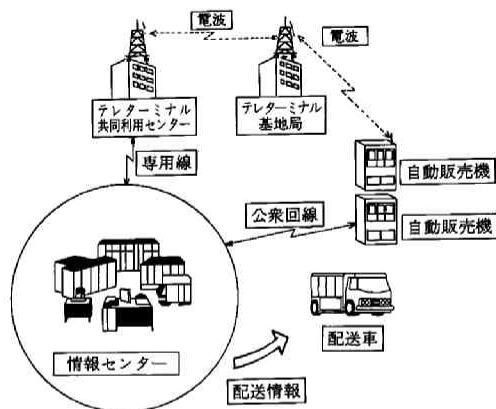 電波
電波
テレターミナル
共同利用センター
テレターミナル
基地局
専用線
自動販売機
公衆回線
自動販売機
配送車
情報センター
配送情報